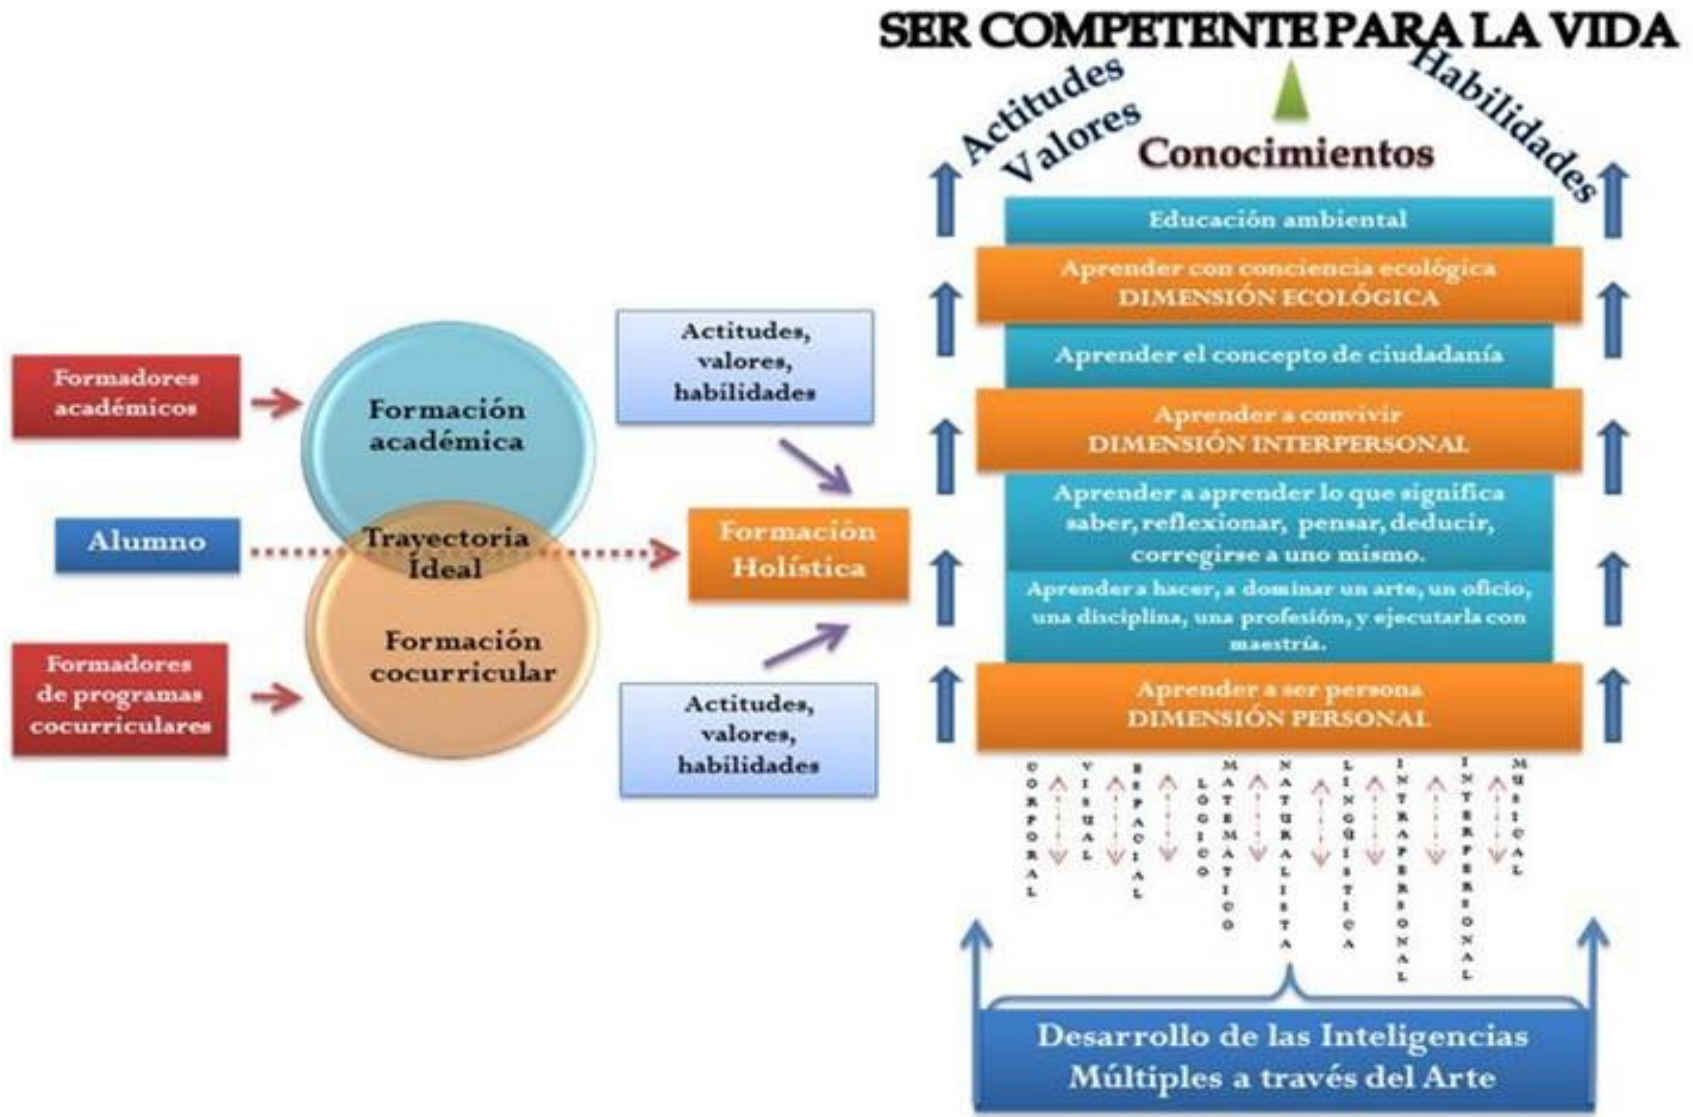 SER COMPETENTE PARA LA VIDA
Actitudes
Valores
Habilidades
Conocimientos
Formadores
académicos
Alumno
Formadores
de programas
cocurriculares
Formación
académica
Trayectoria
Ídeal
Formación
cocurricular
Actitudes,
valores,
habilidades
Formación
Holística
Actitudes,
valores,
habilidades
Educación ambiental
Aprender con conciencia ecológica
DIMENSIÓN ECOLÓGICA
Aprender el concepto de ciudadanía
Aprender a convivir
DIMENSIÓN INTERPERSONAL
Aprender a aprender lo que significa
saber, reflexionar, pensar, deducir,
corregirse a uno mismo.
Aprender a hacer, a dominar un arte, un oficio,
una disciplina, una profesión, y ejecutarla con
maestría.
Aprender a ser persona
DIMENSIÓN PERSONAL
CORPORAL
VISUAL
ESPACIAL
LÓGICO
MATEMÁTICO
NATURALISTA
LINGÜÍSTICA
INTRAPERSONAL
INTERPERSONAL
MUSICAL
Desarrollo de las Inteligencias
Múltiples a través del Arte